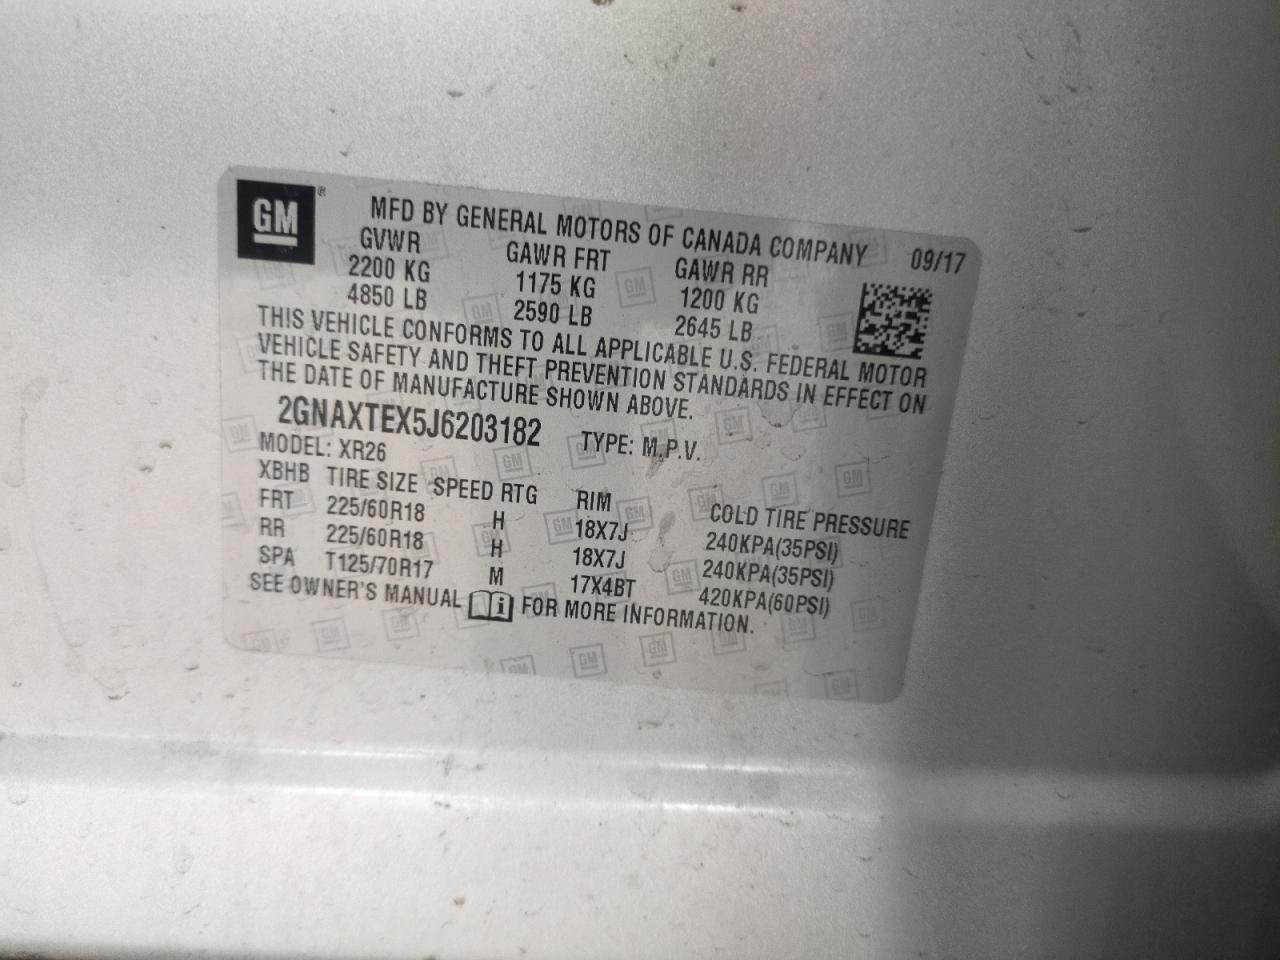 GM ®
MFD BY GENERAL MOTORS OF CANADA COMPANY 09/17
GVWR GAWR FRT GAWR RR
2200 KG 1175 KG 1200 KG
4850 LB 2590 LB 2645 LB
THIS VEHICLE CONFORMS TO ALL APPLICABLE U.S. FEDERAL MOTOR
VEHICLE SAFETY AND THEFT PREVENTION STANDARDS IN EFFECT ON
THE DATE OF MANUFACTURE SHOWN ABOVE.
2GNAXTEX5J6203182 TYPE: M.P.V.
MODEL: XR26
XBHB TIRE SIZE SPEED RTG RIM COLD TIRE PRESSURE
FRT 225/60R18 H 18X7J 240KPA(35PSI)
RR 225/60R18 H 18X7J 240KPA(35PSI)
SPA T125/70R17 M 17X4BT 420KPA(60PSI)
SEE OWNER'S MANUAL i FOR MORE INFORMATION.